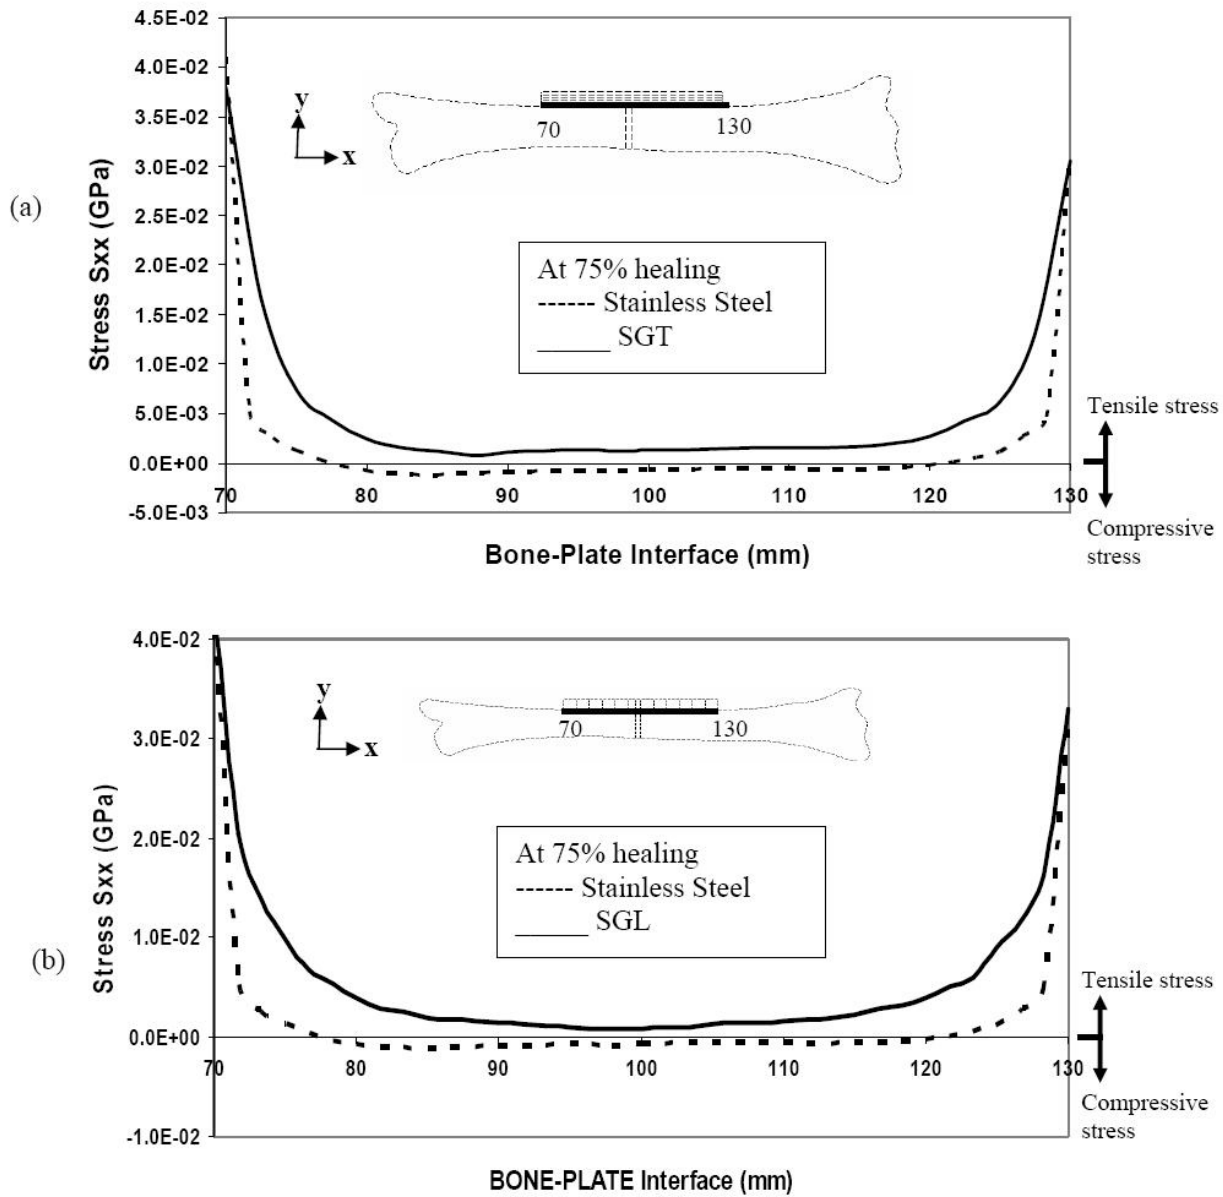 (a)
Stress Sxx (GPa)
4.5E-02
4.0E-02
3.5E-02
3.0E-02
2.5E-02
2.0E-02
1.5E-02
1.0E-02
5.0E-03
0.0E+00
-5.0E-03
y
x
70
130
At 75% healing
------ Stainless Steel
______ SGT
70 80 90 100 110 120 130
Bone-Plate Interface (mm)
Tensile stress
Compressive
stress
(b)
Stress Sxx (GPa)
4.0E-02
3.0E-02
2.0E-02
1.0E-02
0.0E+00
-1.0E-02
y
x
70
130
At 75% healing
------ Stainless Steel
______ SGL
70 80 90 100 110 120 130
BONE-PLATE Interface (mm)
Tensile stress
Compressive
stress